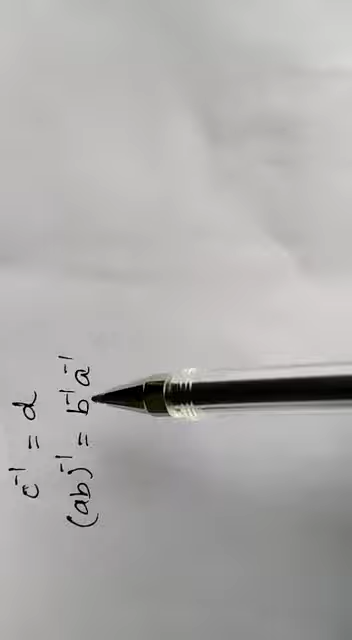 c⁻¹ = d
(ab)⁻¹ = b⁻¹a⁻¹